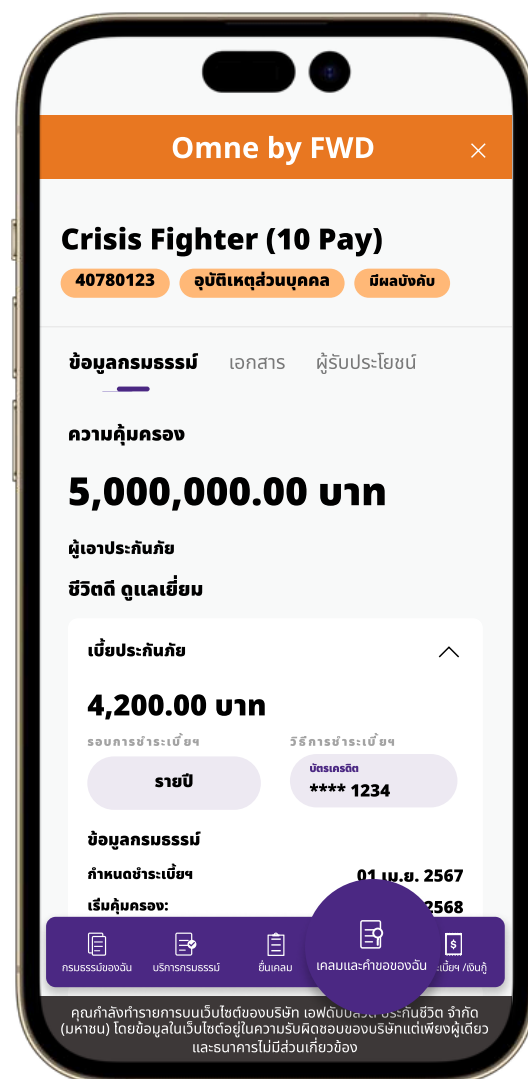 Omne by FWD
Crisis Fighter (10 Pay)
40780123 อุบัติเหตุส่วนบุคคล มีผลบังคับ
ข้อมูลกรมธรรม์ เอกสาร ผู้รับประโยชน์
ความคุ้มครอง
5,000,000.00 บาท
ผู้เอาประกันภัย
ชีวิตดี ดูแลเยี่ยม
เบี้ยประกันภัย
4,200.00 บาท
รอบการชำระเบี้ยฯ วิธีการชำระเบี้ยฯ
รายปี
บัตรเครดิต
**** 1234
ข้อมูลกรมธรรม์
กำหนดชำระเบี้ยฯ 01 เม.ย. 2567
เริ่มคุ้มครอง: 2568
กรมธรรม์ของฉัน บริการกรมธรรม์ ยื่นเคลม เคลมและคำขอของฉัน /เงินกู้
คุณกำลังทำรายการบนเว็บไซต์ของบริษัท ประกันชีวิต จำกัด
(มหาชน) โดยข้อมูลในเว็บไซต์อยู่ในความรับผิดชอบของบริษัทแต่เพียงผู้เดียว
และธนาคารไม่มีส่วนเกี่ยวข้อง